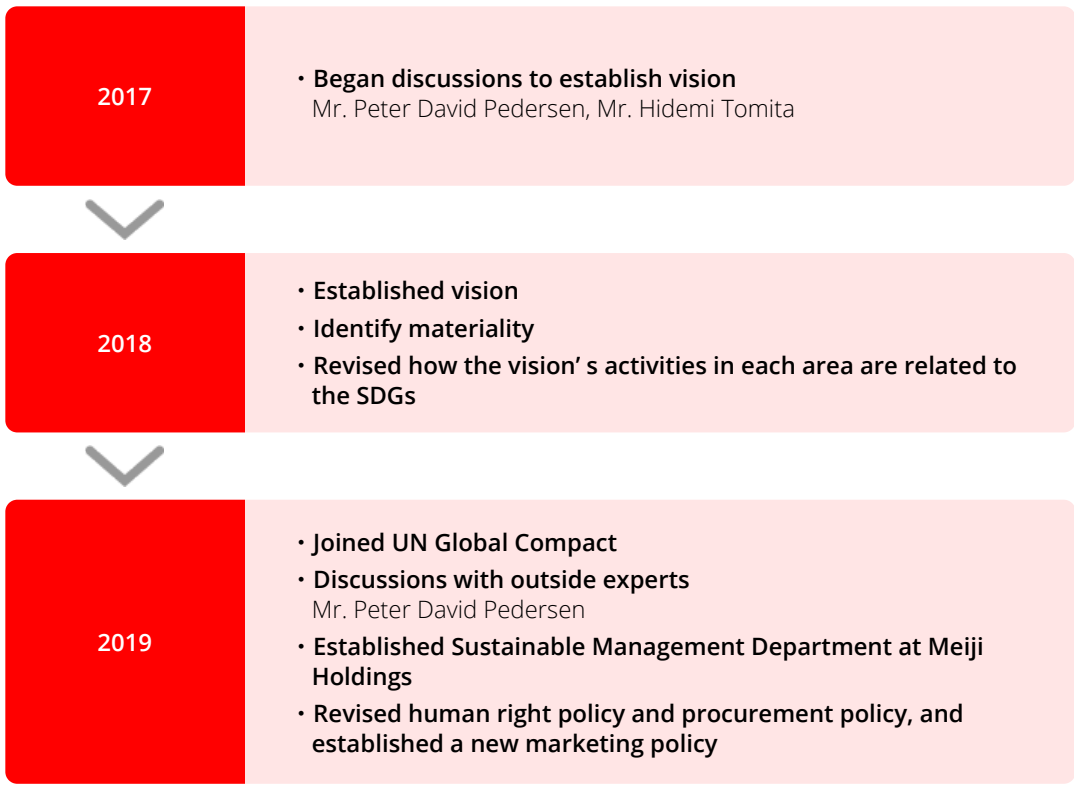 2017
・Began discussions to establish vision
Mr. Peter David Pedersen, Mr. Hidemi Tomita
2018
・Established vision
・Identify materiality
・Revised how the vision’ s activities in each area are related to
the SDGs
2019
・Joined UN Global Compact
・Discussions with outside experts
Mr. Peter David Pedersen
・Established Sustainable Management Department at Meiji
Holdings
・Revised human right policy and procurement policy, and
established a new marketing policy